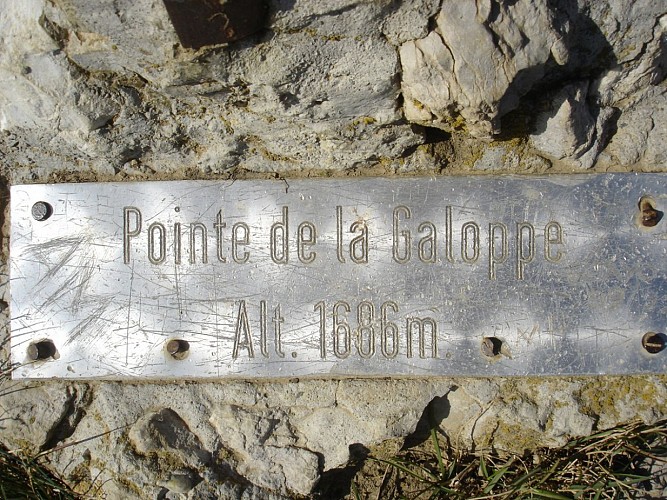 Pointe de la Galoppe
Alt. 1686m.